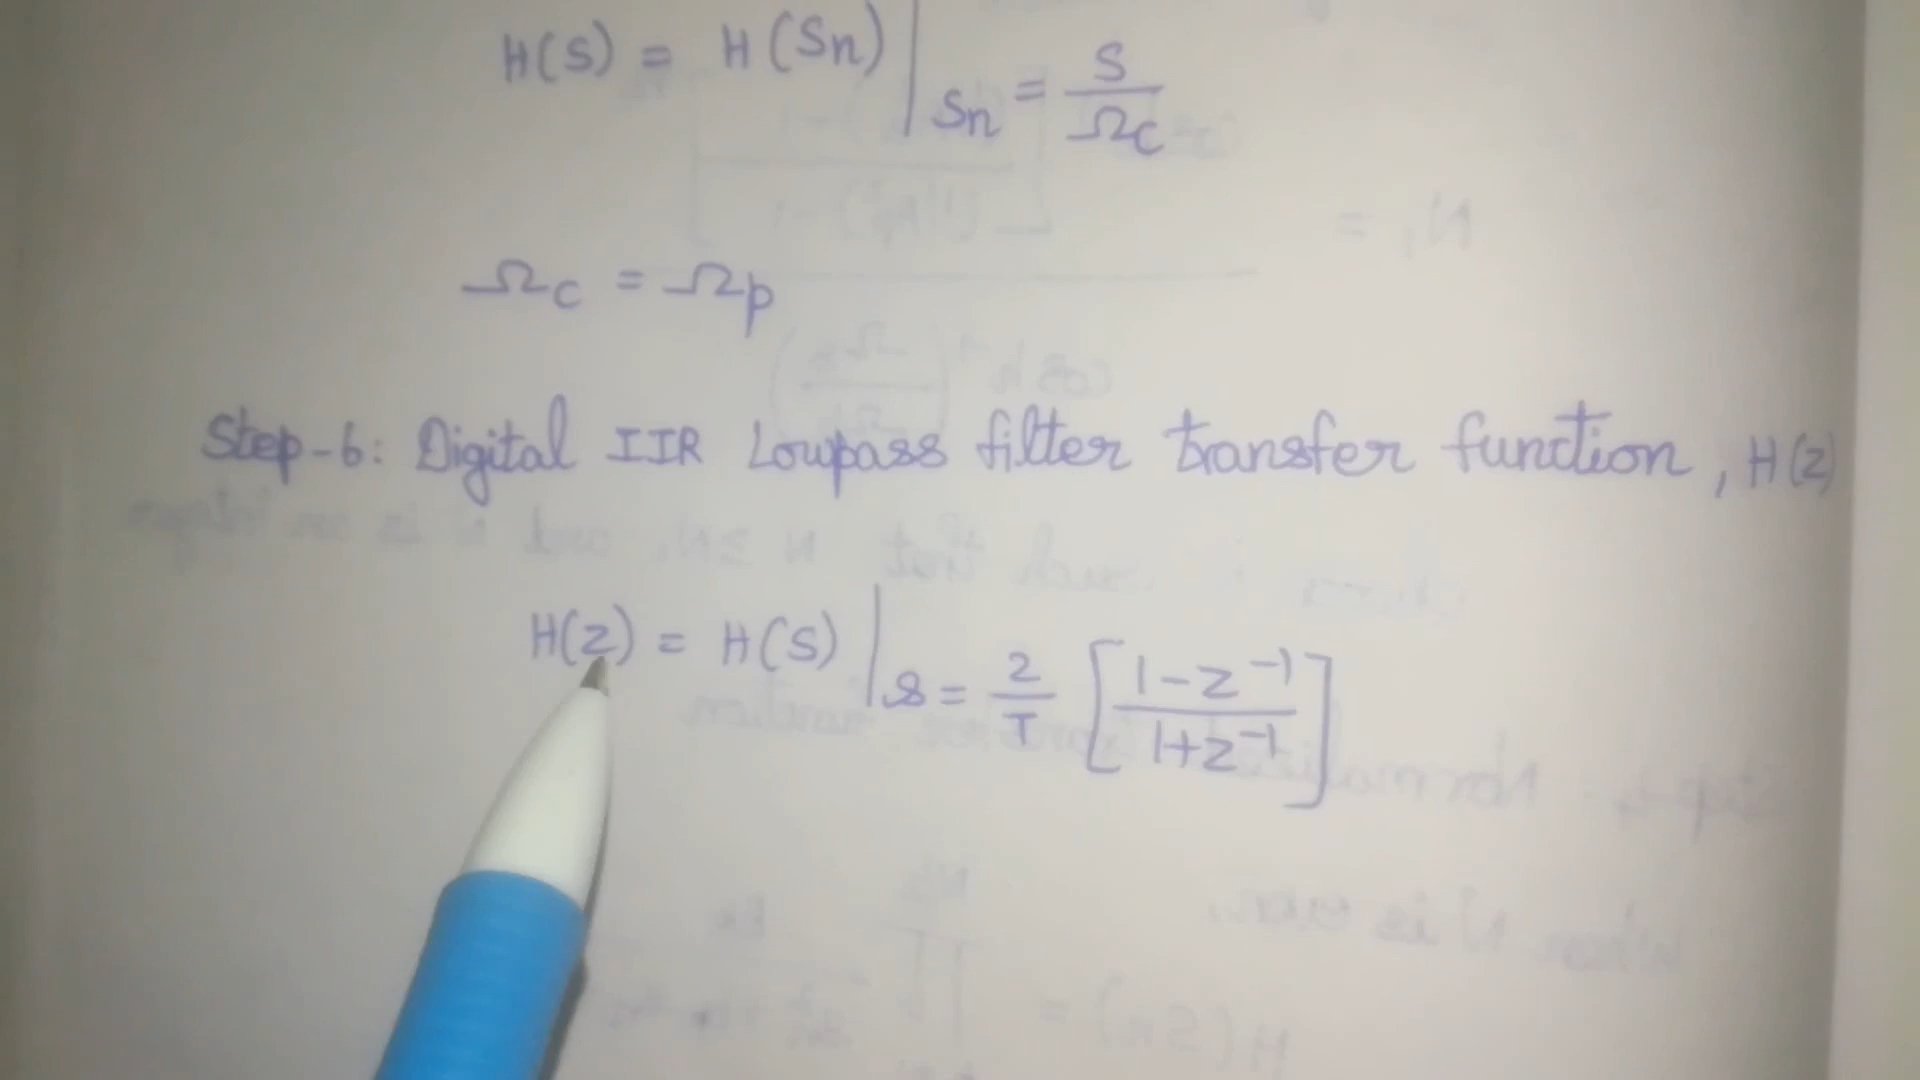 H(S) = H(Sn) | Sn = S/Ωc
Ωc = Ωp
Step-6: Digital IIR Lowpass filter transfer function, H(z)
H(z) = H(S) | s = 2/T [1-z⁻¹/1+z⁻¹]